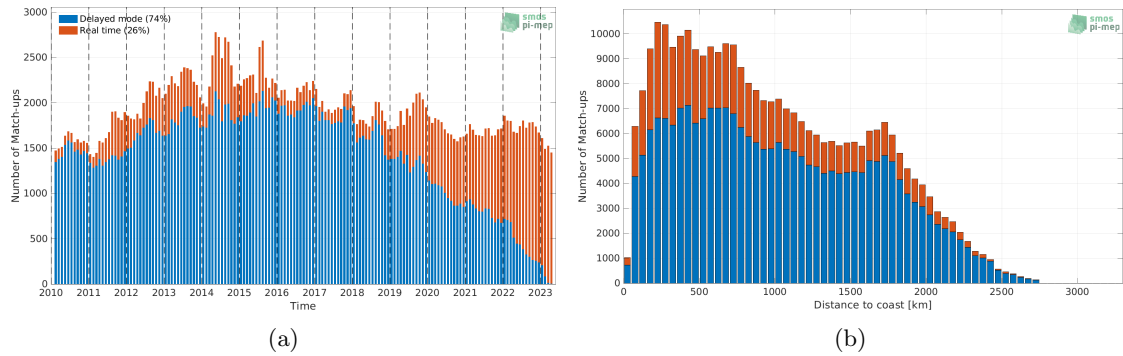 Delayed mode (74%)
Real time (26%)
smos
pi-mep
Number of Match-ups
3000
2500
2000
1500
1000
500
0
2010 2011 2012 2013 2014 2015 2016 2017 2018 2019 2020 2021 2022 2023
Time
(a)
smos
pi-mep
Number of Match-ups
10000
9000
8000
7000
6000
5000
4000
3000
2000
1000
0
0 500 1000 1500 2000 2500 3000
Distance to coast [km]
(b)